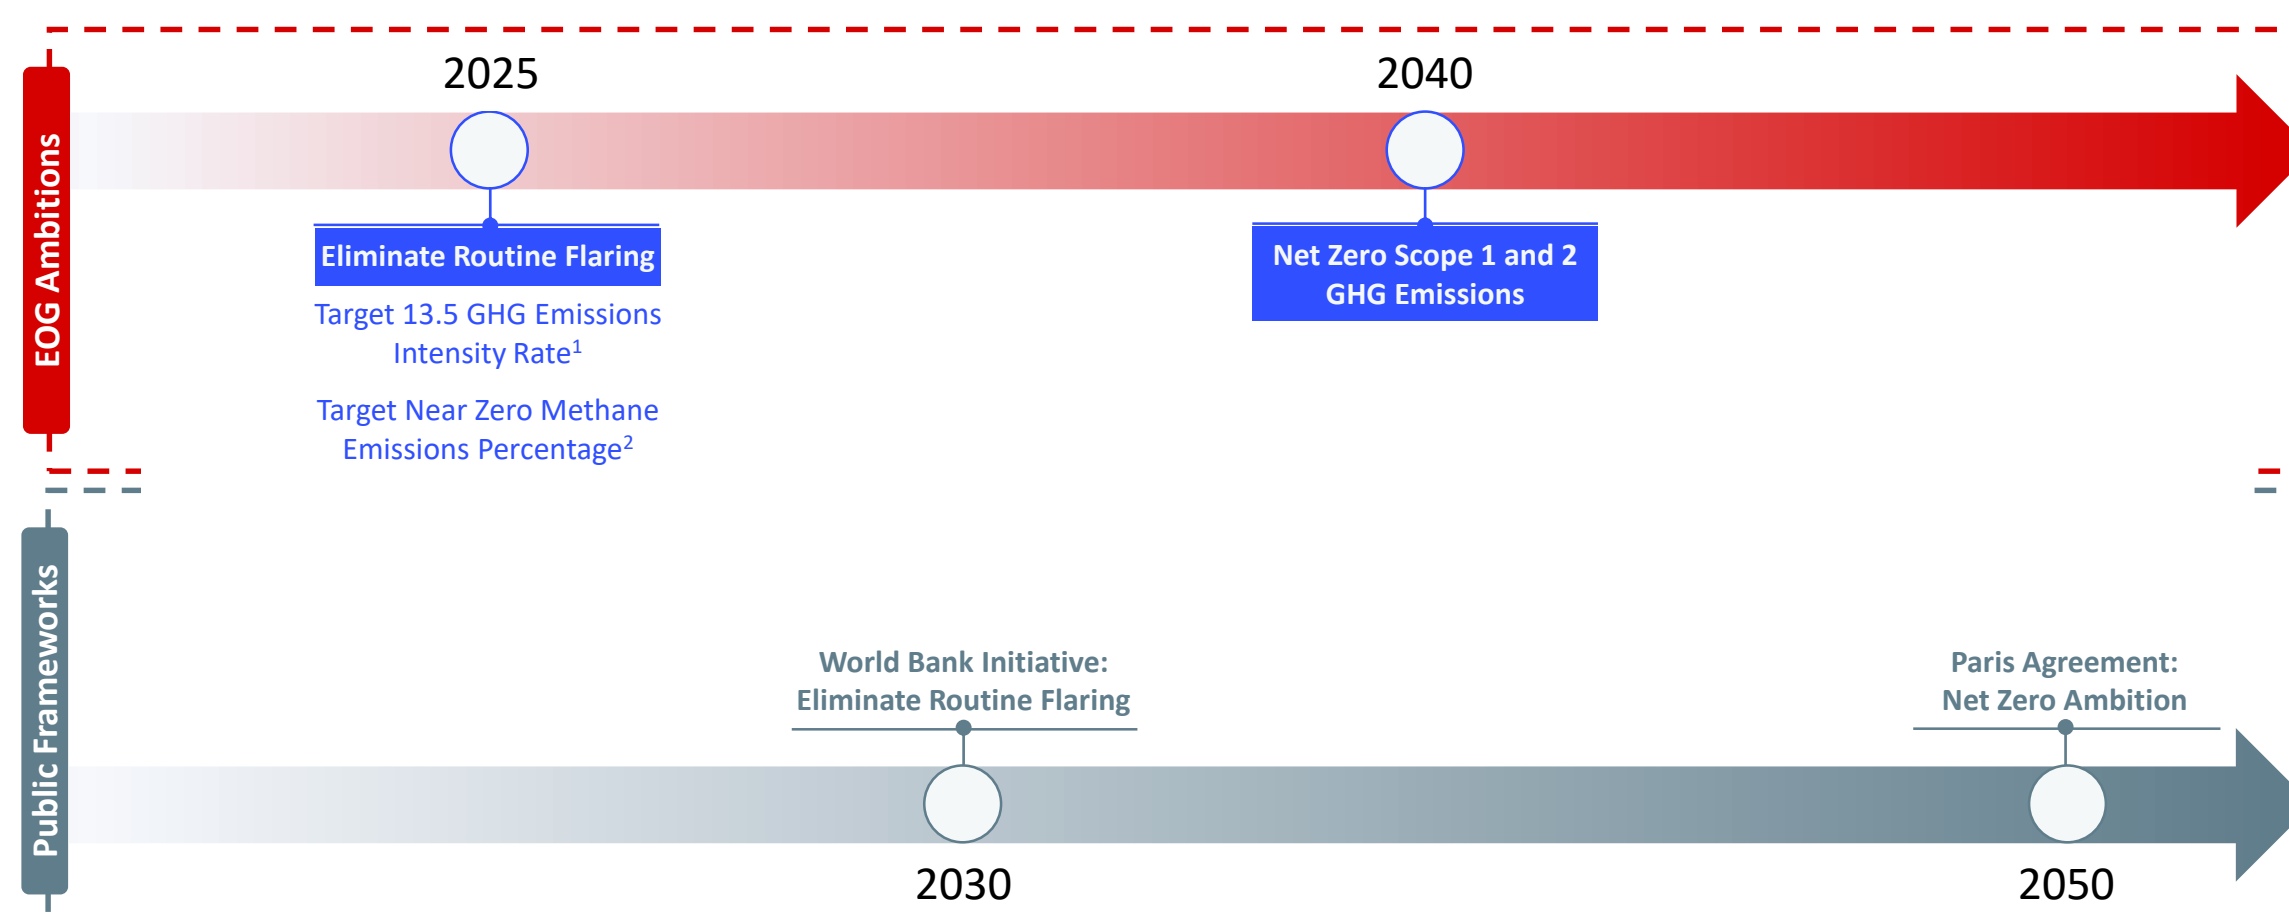 EOG Ambitions
2025
2040
Eliminate Routine Flaring
Target 13.5 GHG Emissions
Intensity Rate¹
Target Near Zero Methane
Emissions Percentage²
Net Zero Scope 1 and 2
GHG Emissions
Public Frameworks
World Bank Initiative:
Eliminate Routine Flaring
Paris Agreement:
Net Zero Ambition
2030
2050